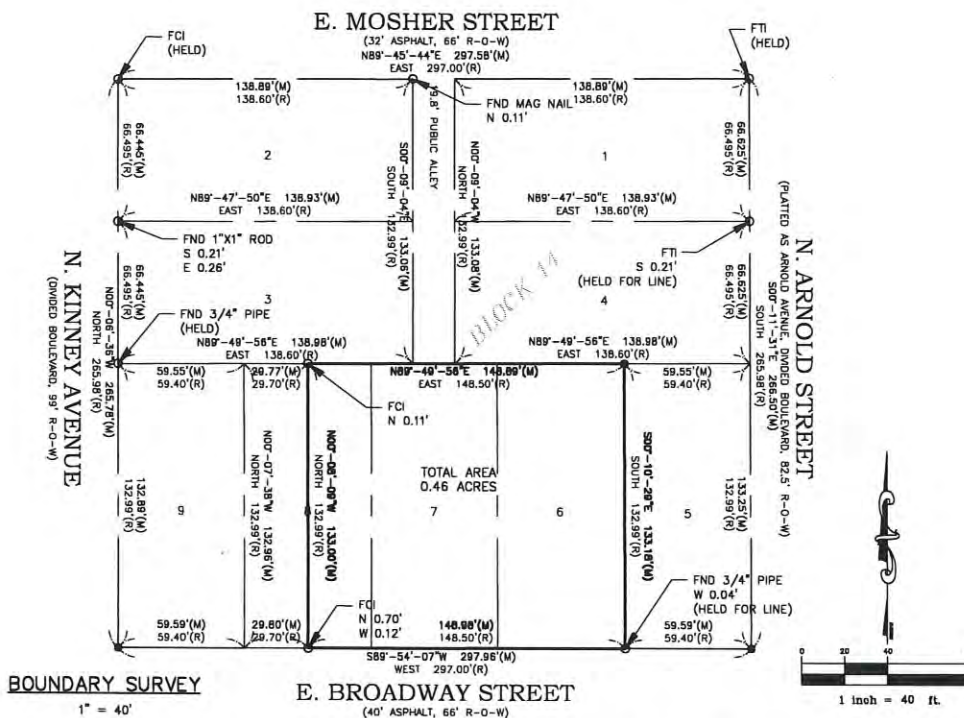 E. MOSHER STREET
(32' ASPHALT, 66' R-O-W)
N89°-45'-44"E 297.58'(M)
EAST 297.00'(R)
FCI
(HELD)
FTI
(HELD)
138.89'(M)
138.60'(R)
138.89'(M)
138.60'(R)
FND MAG NAIL
N 0.11'
19.8' PUBLIC ALLEY
66.445'(M)
66.495'(R)
2
S00°-09'-04"E 133.06'(M)
SOUTH 132.99'(R)
N00°-09'-04"W 133.08'(M)
NORTH 132.99'(R)
1
66.625'(M)
66.495'(R)
N89°-47'-50"E 138.93'(M)
EAST 138.60'(R)
N89°-47'-50"E 138.93'(M)
EAST 138.60'(R)
FND 1"X1" ROD
S 0.21'
E 0.26'
FTI
S 0.21'
(HELD FOR LINE)
BLOCK 14
N. KINNEY AVENUE
(DIVIDED BOULEVARD, 99' R-O-W)
N00°-06'-35"W 265.78'(M)
NORTH 265.98'(R)
66.445'(M)
66.495'(R)
3
FND 3/4" PIPE
(HELD)
4
66.625'(M)
66.495'(R)
N. ARNOLD STREET
(PLATTED AS ARNOLD AVENUE, DIVIDED BOULEVARD, 82.5' R-O-W)
S00°-11'-31"E 266.50'(M)
SOUTH 265.98'(R)
N89°-49'-56"E 138.98'(M)
EAST 138.60'(R)
N89°-49'-56"E 138.98'(M)
EAST 138.60'(R)
59.55'(M)
59.40'(R)
29.77'(M)
29.70'(R)
N89°-49'-56"E 148.89'(M)
EAST 148.50'(R)
59.55'(M)
59.40'(R)
FCI
N 0.11'
TOTAL AREA
0.46 ACRES
132.89'(M)
132.99'(R)
9
N00°-07'-38"W 132.96'(M)
NORTH 132.99'(R)
N00°-08'-09"W 133.00'(M)
NORTH 132.99'(R)
7
6
S00°-10'-29"E 133.18'(M)
SOUTH 132.99'(R)
5
133.25'(M)
132.99'(R)
FND 3/4" PIPE
W 0.04'
(HELD FOR LINE)
FCI
N 0.70'
W 0.12'
59.59'(M)
59.40'(R)
29.80'(M)
29.70'(R)
148.98'(M)
148.50'(R)
59.59'(M)
59.40'(R)
S89°-54'-07"W 297.96'(M)
WEST 297.00'(R)
E. BROADWAY STREET
(40' ASPHALT, 66' R-O-W)
BOUNDARY SURVEY
1" = 40'
0 20 40
1 inch = 40 ft.